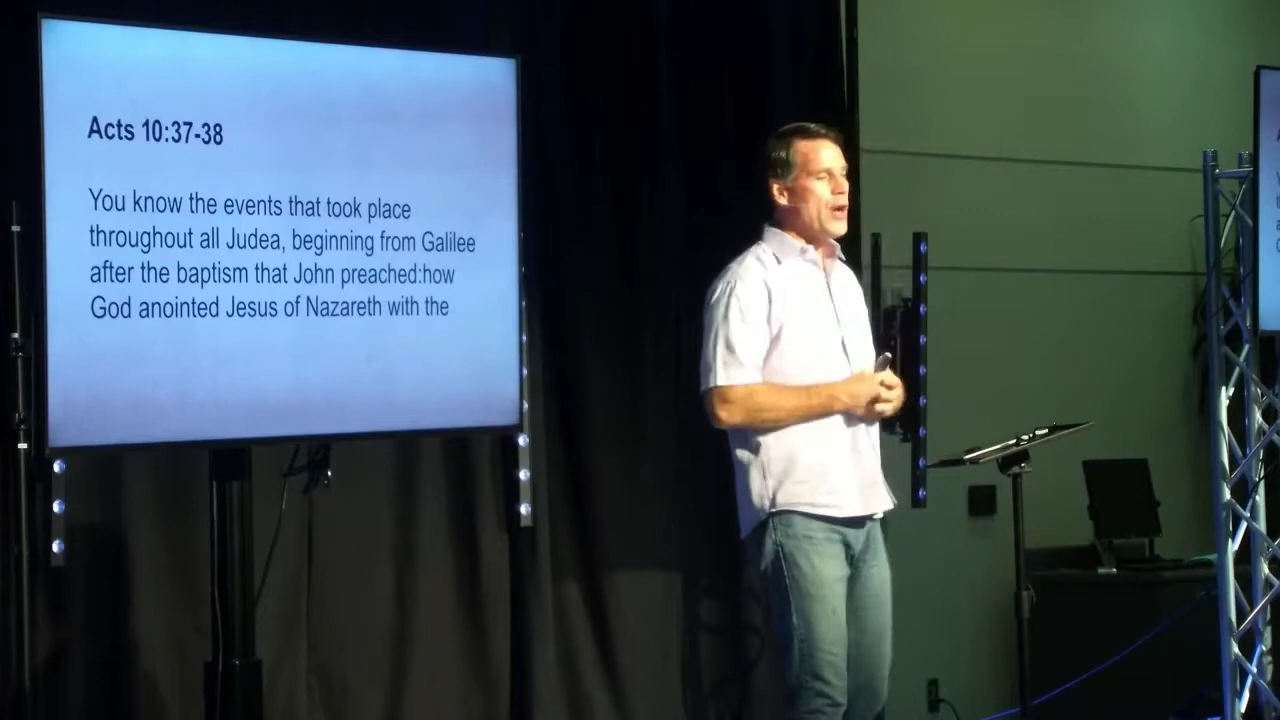 Acts 10:37-38
You know the events that took place
throughout all Judea, beginning from Galilee
after the baptism that John preached:how
God anointed Jesus of Nazareth with the